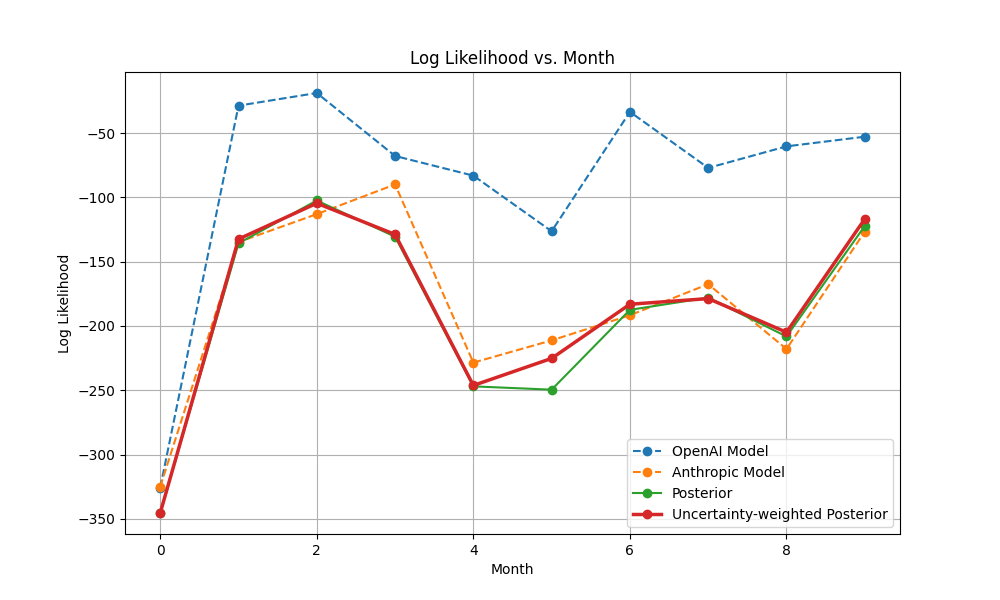 Log Likelihood vs. Month
Log Likelihood
−50
−100
−150
−200
−250
−300
−350
0
2
4
6
8
Month
OpenAI Model
Anthropic Model
Posterior
Uncertainty-weighted Posterior